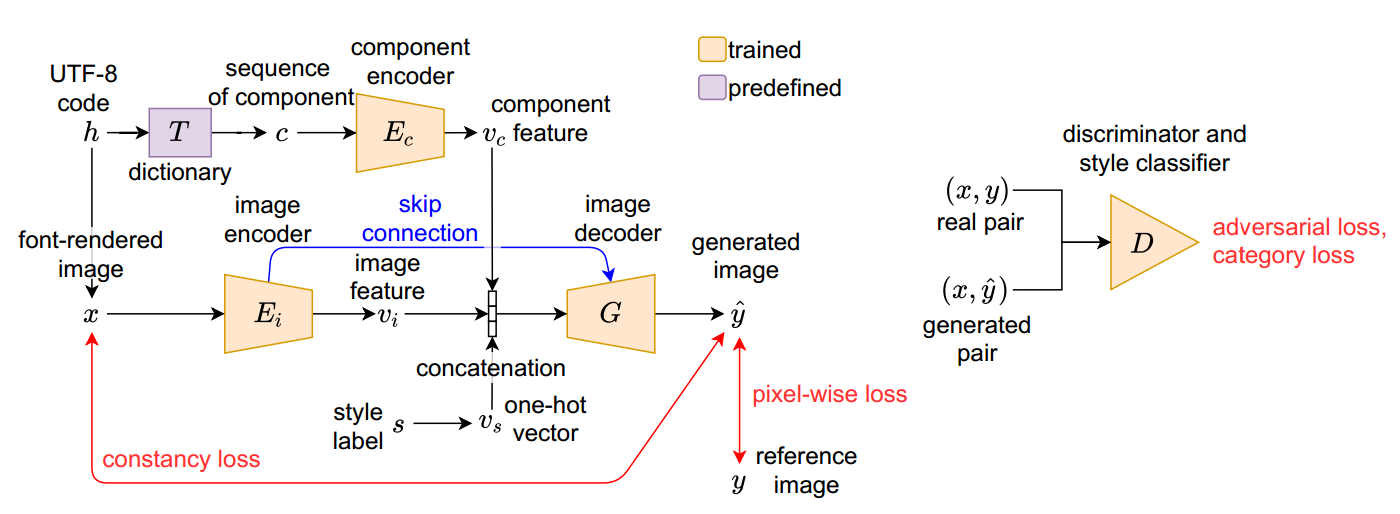 trained
predefined
UTF-8
code
h
T
dictionary
sequence
of component
c
component
encoder
E_c
v_c
component
feature
font-rendered
image
x
image
encoder
E_i
skip
connection
image
feature
v_i
concatenation
style
label
s
v_s
one-hot
vector
image
decoder
G
generated
image
ŷ
pixel-wise loss
constancy loss
y
reference
image
discriminator and
style classifier
(x, y)
real pair
(x, ŷ)
generated
pair
D
adversarial loss,
category loss